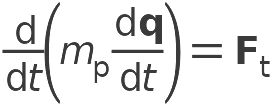 d/dt (m_p d𝐪/dt) = 𝐅_t